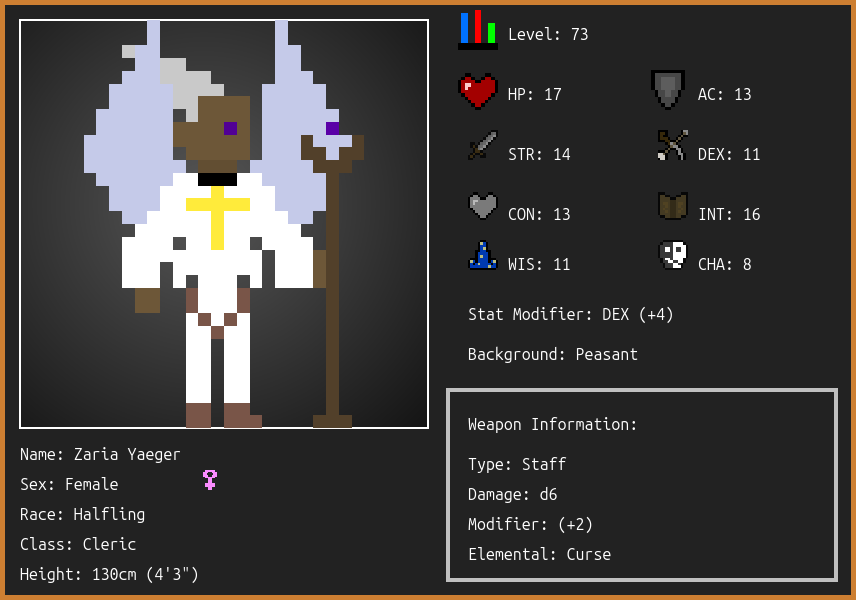 Level: 73
HP: 17
AC: 13
STR: 14
DEX: 11
CON: 13
INT: 16
WIS: 11
CHA: 8
Stat Modifier: DEX (+4)
Background: Peasant
Weapon Information:
Type: Staff
Damage: d6
Modifier: (+2)
Elemental: Curse
Name: Zaria Yaeger
Sex: Female
Race: Halfling
Class: Cleric
Height: 130cm (4'3")